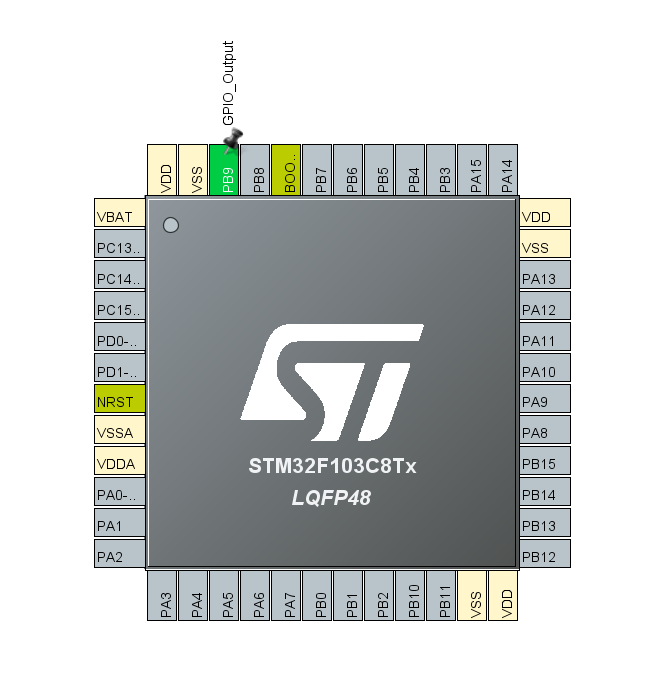 GPIO_Output
VDD
VSS
PB9
PB8
BOO..
PB7
PB6
PB5
PB4
PB3
PA15
PA14
VBAT
PC13..
PC14..
PC15..
PD0-..
PD1-..
NRST
VSSA
VDDA
PA0-..
PA1
PA2
VDD
VSS
PA13
PA12
PA11
PA10
PA9
PA8
PB15
PB14
PB13
PB12
ST
STM32F103C8Tx
LQFP48
PA3
PA4
PA5
PA6
PA7
PB0
PB1
PB2
PB10
PB11
VSS
VDD